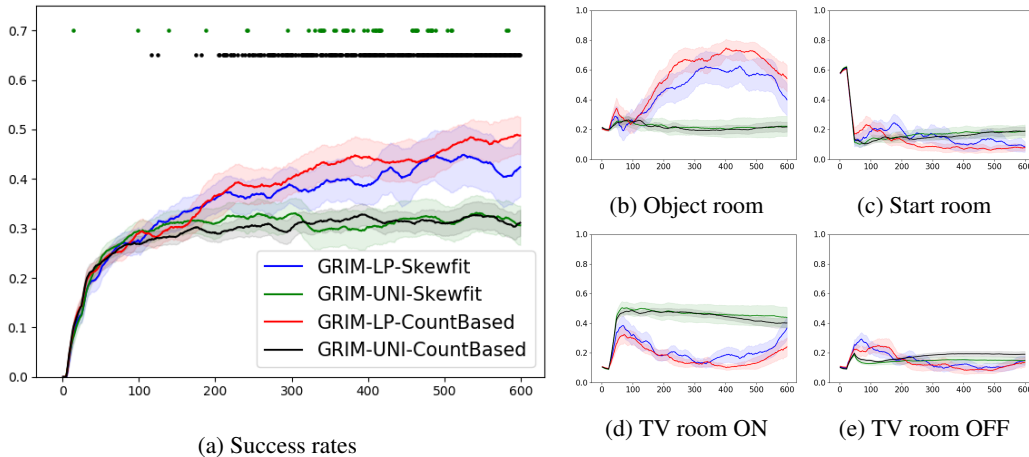 0.7
0.6
0.5
0.4
0.3
0.2
0.1
0.0
0 100 200 300 400 500 600
GRIM-LP-Skewfit
GRIM-UNI-Skewfit
GRIM-LP-CountBased
GRIM-UNI-CountBased
(a) Success rates
1.0
0.8
0.6
0.4
0.2
0.0
0 100 200 300 400 500 600
(b) Object room
1.0
0.8
0.6
0.4
0.2
0.0
0 100 200 300 400 500 600
(c) Start room
1.0
0.8
0.6
0.4
0.2
0.0
0 100 200 300 400 500 600
(d) TV room ON
1.0
0.8
0.6
0.4
0.2
0.0
0 100 200 300 400 500 600
(e) TV room OFF